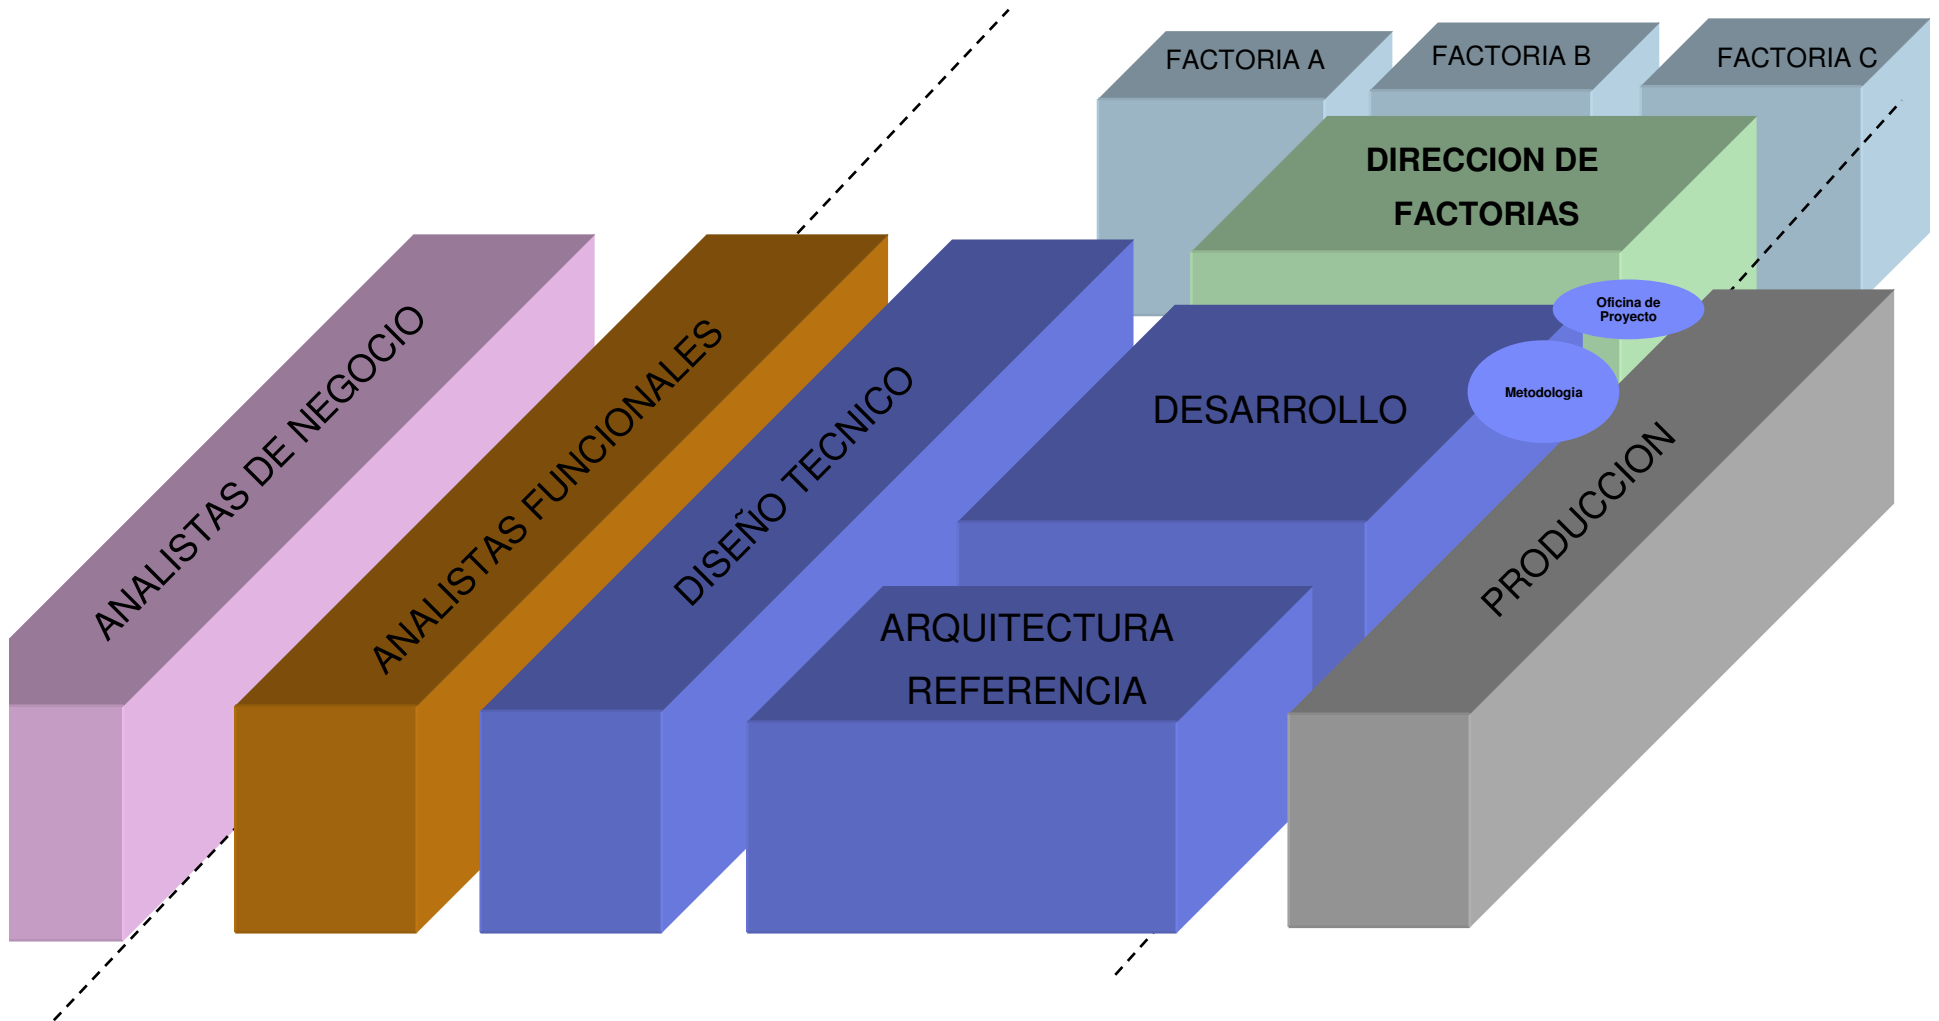 FACTORIA A
FACTORIA B
FACTORIA C
DIRECCION DE
FACTORIAS
Oficina de
Proyecto
Metodologia
ANALISTAS DE NEGOCIO
ANALISTAS FUNCIONALES
DISEÑO TECNICO
DESARROLLO
ARQUITECTURA
REFERENCIA
PRODUCCION